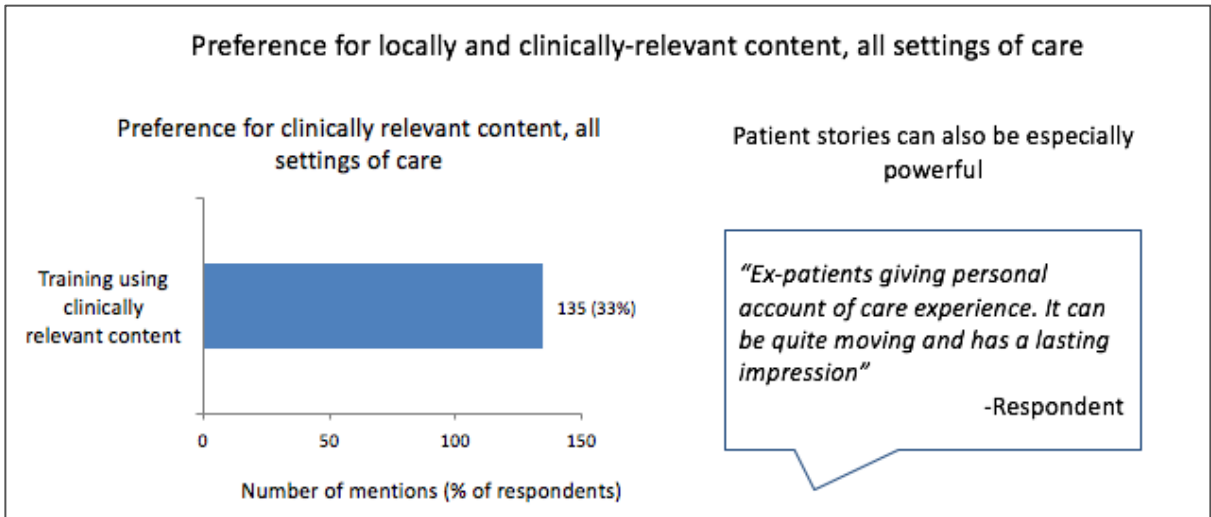 Preference for locally and clinically-relevant content, all settings of care
Preference for clinically relevant content, all
settings of care
Training using
clinically
relevant content
135 (33%)
0 50 100 150
Number of mentions (% of respondents)
Patient stories can also be especially
powerful
“Ex-patients giving personal
account of care experience. It can
be quite moving and has a lasting
impression”
-Respondent